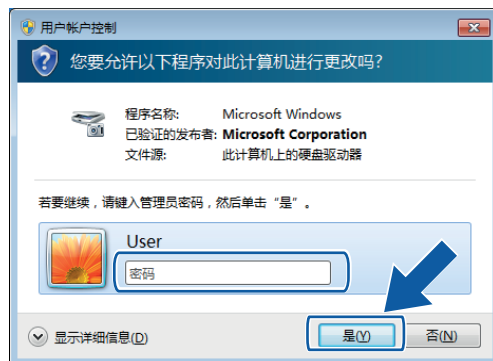 用户帐户控制
您要允许以下程序对此计算机进行更改吗?
程序名称: Microsoft Windows
已验证的发布者: Microsoft Corporation
文件源: 此计算机上的硬盘驱动器
若要继续，请键入管理员密码，然后单击“是”。
User
密码
显示详细信息(D) 是(Y) 否(N)